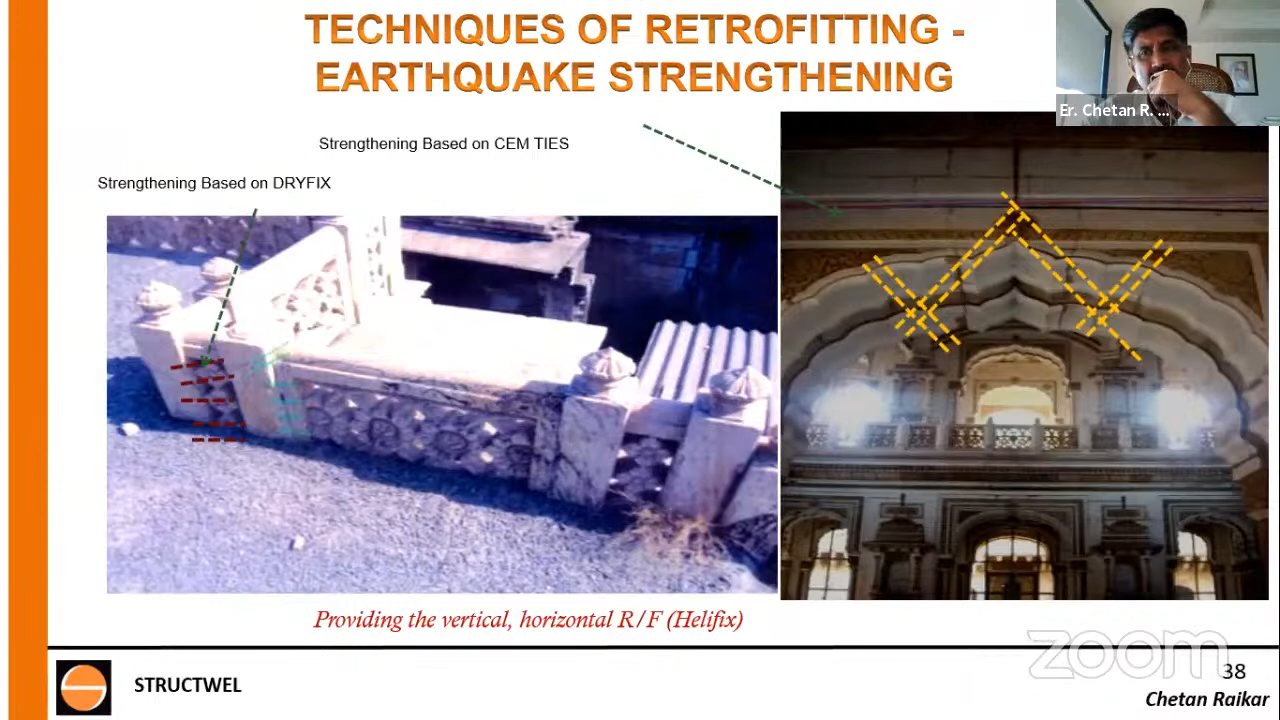 TECHNIQUES OF RETROFITTING -
EARTHQUAKE STRENGTHENING
Er. Chetan R. ...
Strengthening Based on CEM TIES
Strengthening Based on DRYFIX
Providing the vertical, horizontal R/F (Helifix)
zoom
38
STRUCTWEL
Chetan Raikar